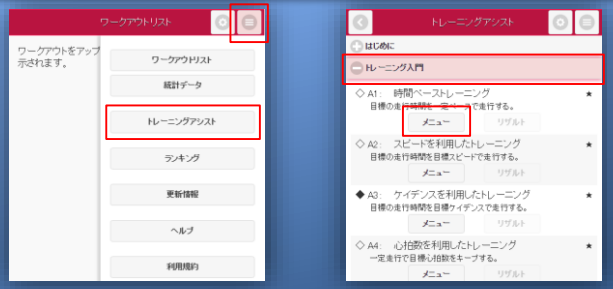 ワークアウトリスト
ワークアウトをアップ
示されます。
ワークアウトリスト
統計データ
トレーニングアシスト
ランキング
更新情報
ヘルプ
利用規約
トレーニングアシスト
はじめに
トレーニング入門
◇ A1: 時間ベーストレーニング ★
目標の走行時間を一定ペースで走行する。
メニュー リザルト
◇ A2: スピードを利用したトレーニング ★
目標の走行時間を目標スピードで走行する。
メニュー リザルト
◆ A3: ケイデンスを利用したトレーニング ★
目標の走行時間を目標ケイデンスで走行する。
メニュー リザルト
◇ A4: 心拍数を利用したトレーニング ★
一定走行で目標心拍数をキープする。
メニュー リザルト